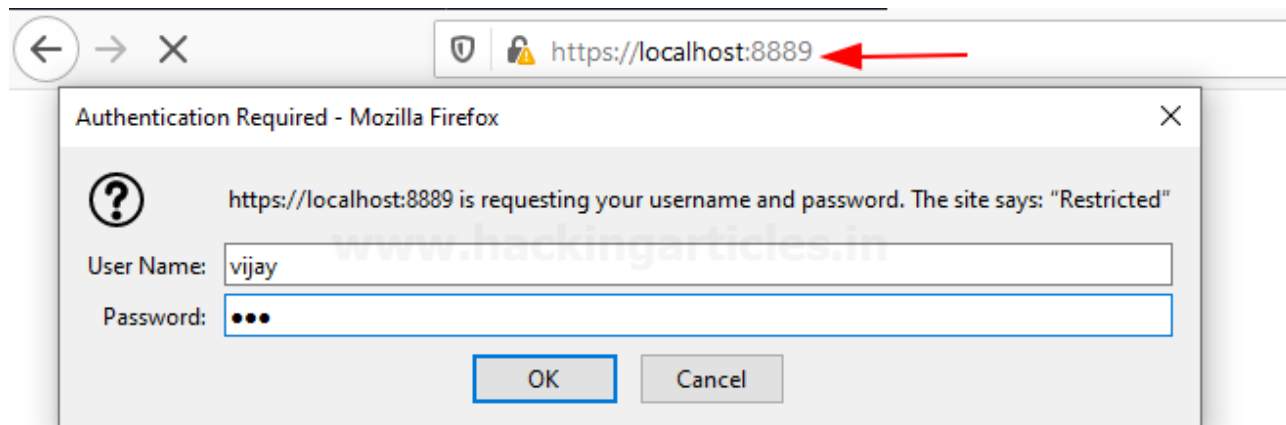 https://localhost:8889
Authentication Required - Mozilla Firefox
https://localhost:8889 is requesting your username and password. The site says: “Restricted”
www.hackingarticles.in
User Name: vijay
Password: ●●●
OK Cancel